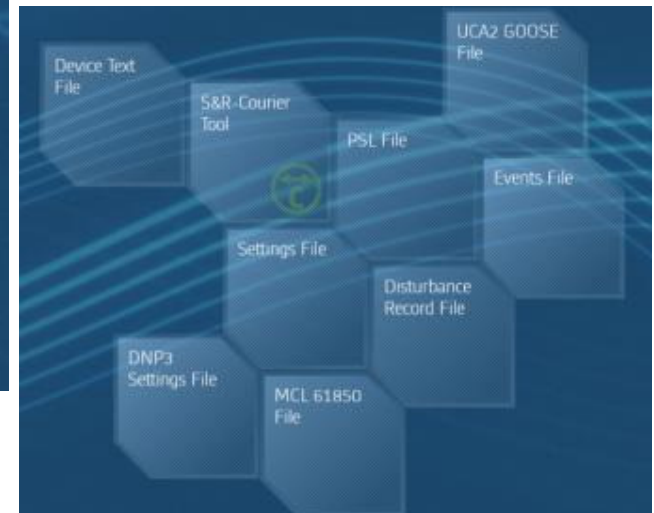 UCA2 GOOSE
File
Device Text
File
S&R-Courier
Tool
PSL File
Events File
Settings File
Disturbance
Record File
DNP3
Settings File
MCL 61850
File